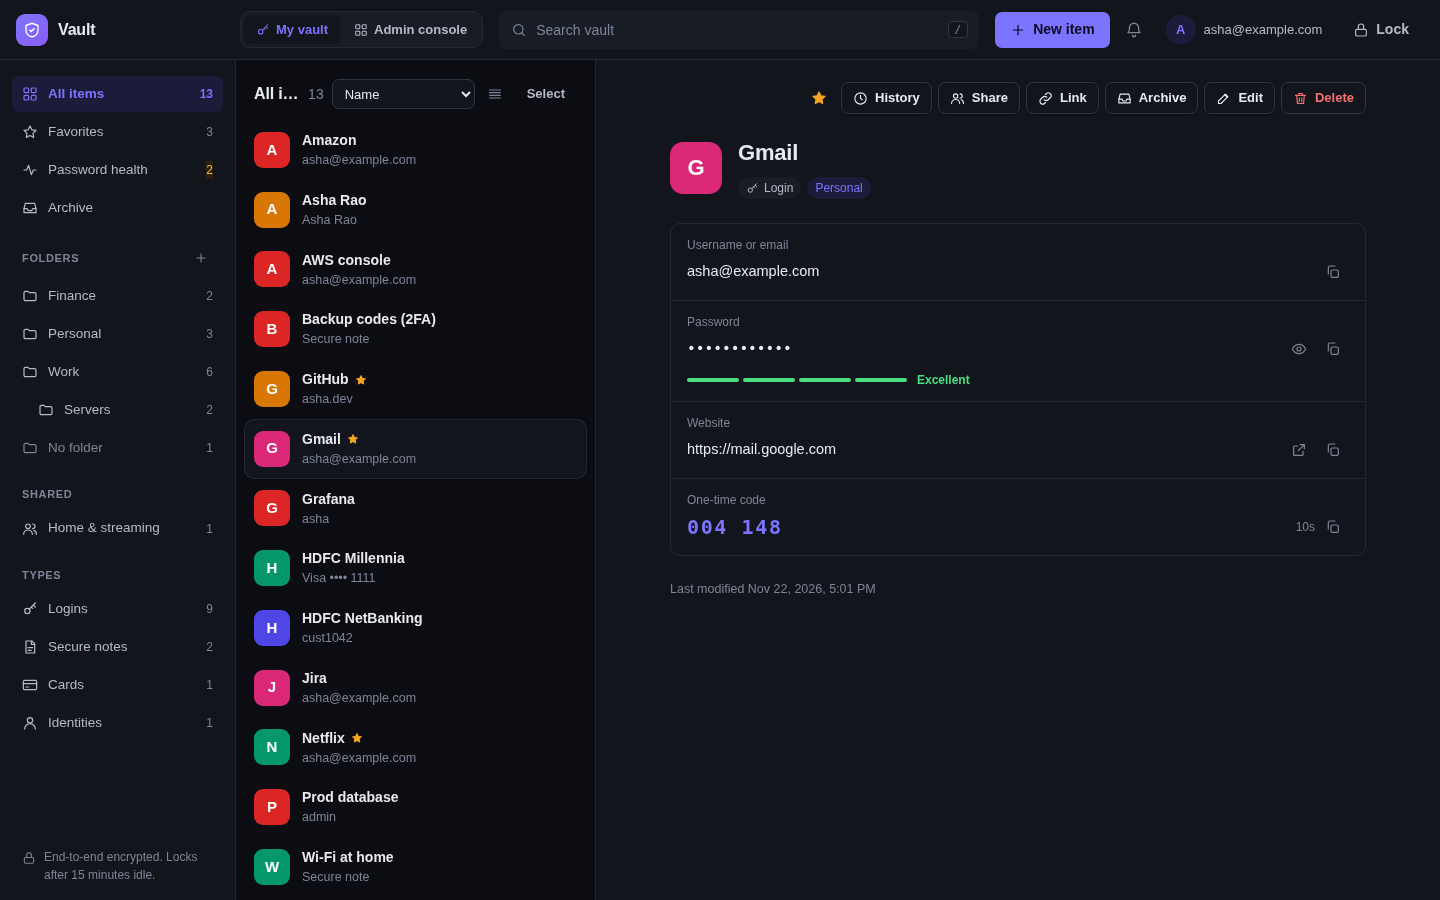 Vault
My vault
Admin console
Search vault
/
New item
A
asha@example.com
Lock
All items 13
Favorites 3
Password health 2
Archive
FOLDERS
Finance 2
Personal 3
Work 6
Servers 2
No folder 1
SHARED
Home & streaming 1
TYPES
Logins 9
Secure notes 2
Cards 1
Identities 1
End-to-end encrypted. Locks
after 15 minutes idle.
All i… 13
Name
Select
A
Amazon
asha@example.com
A
Asha Rao
Asha Rao
A
AWS console
asha@example.com
B
Backup codes (2FA)
Secure note
G
GitHub
asha.dev
G
Gmail
asha@example.com
G
Grafana
asha
H
HDFC Millennia
Visa •••• 1111
H
HDFC NetBanking
cust1042
J
Jira
asha@example.com
N
Netflix
asha@example.com
P
Prod database
admin
W
Wi-Fi at home
Secure note
History
Share
Link
Archive
Edit
Delete
G
Gmail
Login
Personal
Username or email
asha@example.com
Password
••••••••••••
Excellent
Website
https://mail.google.com
One-time code
004 148
10s
Last modified Nov 22, 2026, 5:01 PM